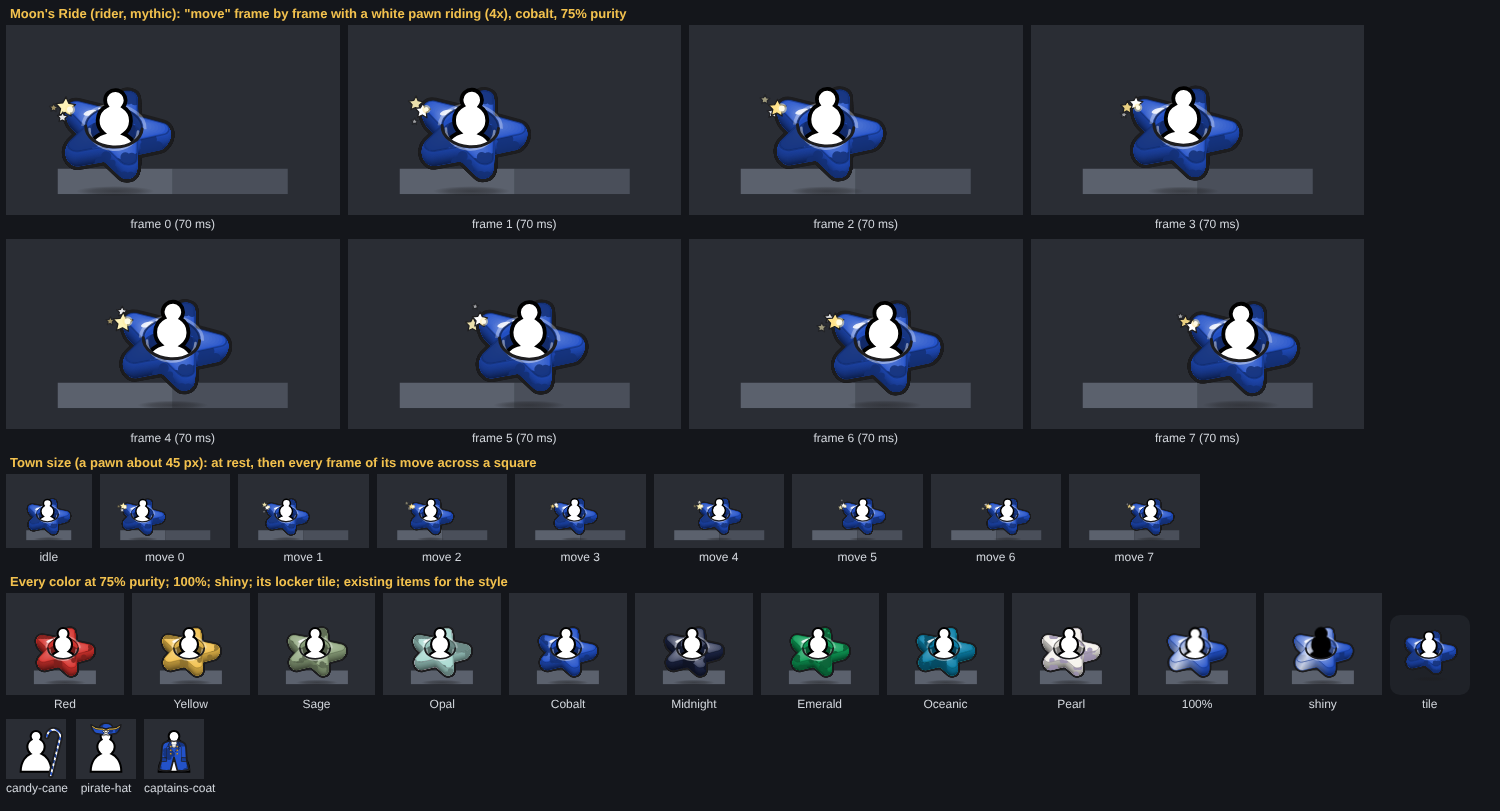 Moon's Ride (rider, mythic): "move" frame by frame with a white pawn riding (4x), cobalt, 75% purity
frame 0 (70 ms)
frame 1 (70 ms)
frame 2 (70 ms)
frame 3 (70 ms)
frame 4 (70 ms)
frame 5 (70 ms)
frame 6 (70 ms)
frame 7 (70 ms)
Town size (a pawn about 45 px): at rest, then every frame of its move across a square
idle
move 0
move 1
move 2
move 3
move 4
move 5
move 6
move 7
Every color at 75% purity; 100%; shiny; its locker tile; existing items for the style
Red
Yellow
Sage
Opal
Cobalt
Midnight
Emerald
Oceanic
Pearl
100%
shiny
tile
candy-cane
pirate-hat
captains-coat